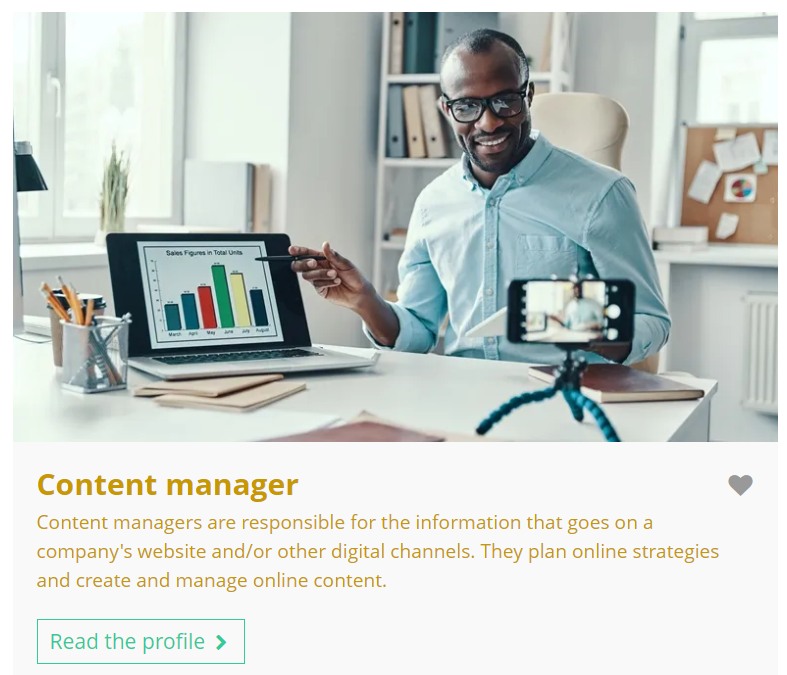 Sales Figures in Total Units
March April May June July August
Content manager
Content managers are responsible for the information that goes on a
company's website and/or other digital channels. They plan online strategies
and create and manage online content.
Read the profile